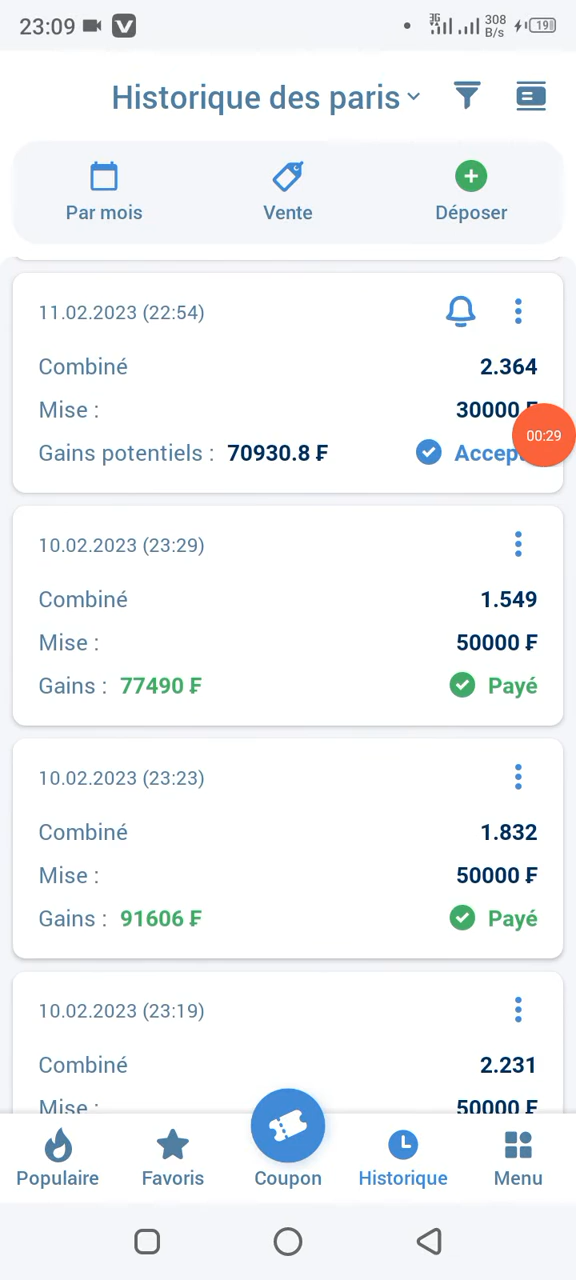 23:09 308 B/s 19
Historique des paris
Par mois Vente Déposer
11.02.2023 (22:54)
Combiné 2.364
Mise : 30000 ₣
00:29
Gains potentiels : 70930.8 ₣ Accep
10.02.2023 (23:29)
Combiné 1.549
Mise : 50000 ₣
Gains : 77490 ₣ Payé
10.02.2023 (23:23)
Combiné 1.832
Mise : 50000 ₣
Gains : 91606 ₣ Payé
10.02.2023 (23:19)
Combiné 2.231
Mise : 50000 ₣
Populaire Favoris Coupon Historique Menu